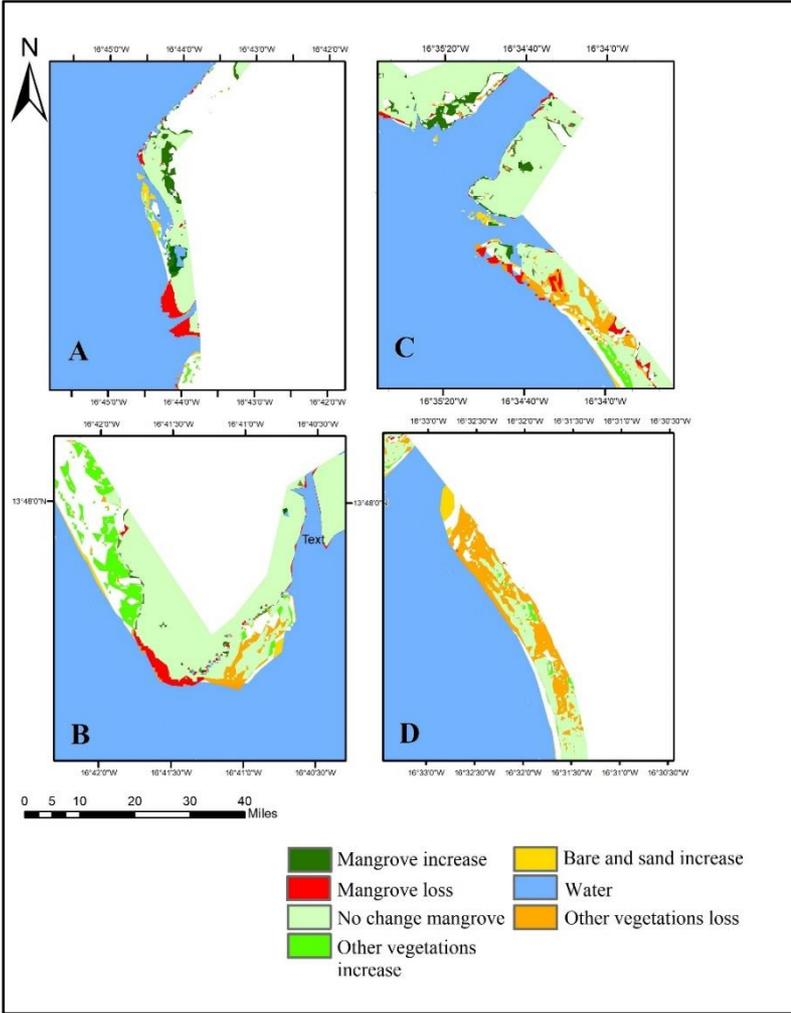 N
16°45'0"W 16°44'0"W 16°43'0"W 16°42'0"W
A
16°45'0"W 16°44'0"W 16°43'0"W 16°42'0"W
16°35'20"W 16°34'40"W 16°34'0"W
C
16°35'20"W 16°34'40"W 16°34'0"W
16°42'0"W 16°41'30"W 16°41'0"W 16°40'30"W
13°48'0"N
Text
B
16°42'0"W 16°41'30"W 16°41'0"W 16°40'30"W
16°33'0"W 16°32'30"W 16°32'0"W 16°31'30"W 16°31'0"W 16°30'30"W
13°48'0"N
D
16°33'0"W 16°32'30"W 16°32'0"W 16°31'30"W 16°31'0"W 16°30'30"W
0 5 10 20 30 40
Miles
Mangrove increase
Mangrove loss
No change mangrove
Other vegetations
increase
Bare and sand increase
Water
Other vegetations loss